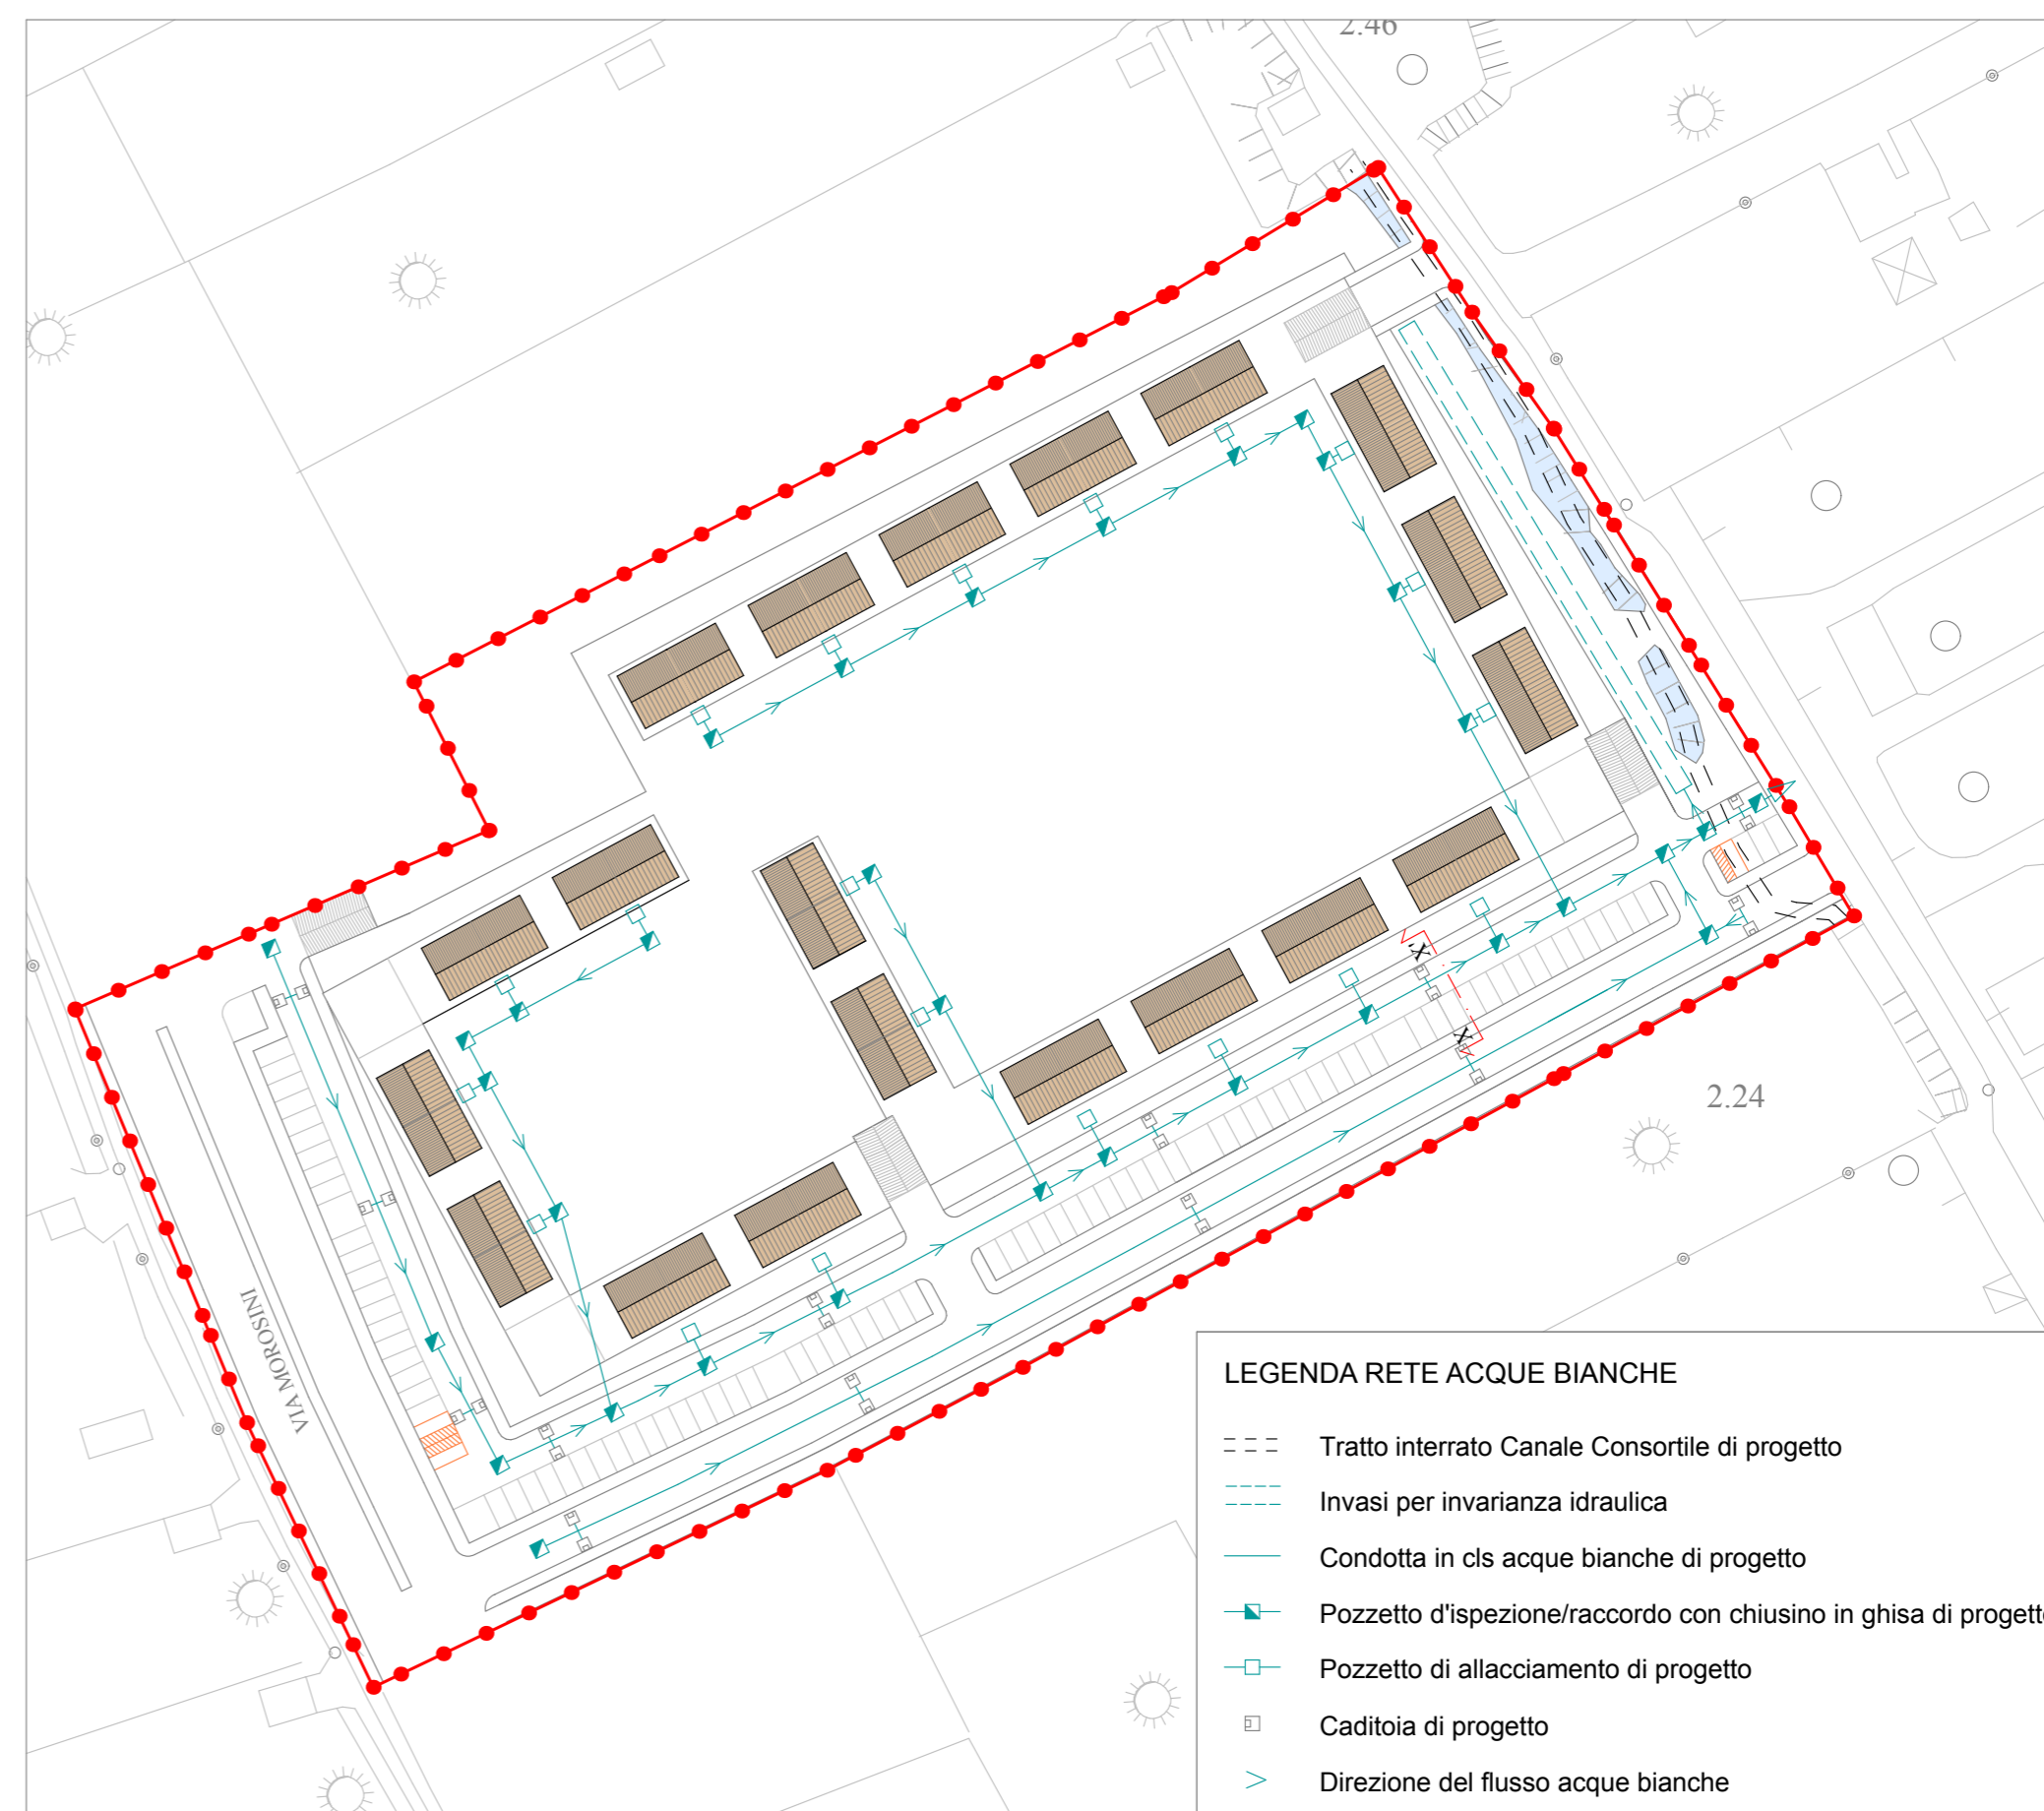 2.46
X
X
2.24
VIA MOROSINI
LEGENDA RETE ACQUE BIANCHE
Tratto interrato Canale Consortile di progetto
Invasi per invarianza idraulica
Condotta in cls acque bianche di progetto
Pozzetto d'ispezione/raccordo con chiusino in ghisa di progetto
Pozzetto di allacciamento di progetto
Caditoia di progetto
Direzione del flusso acque bianche